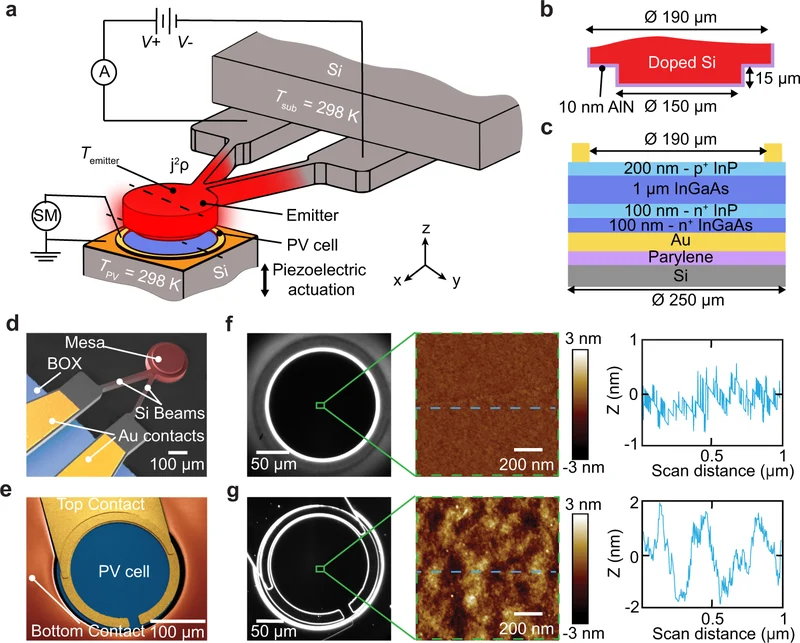 a
V+ V-
A
Si
T_sub = 298 K
T_emitter
j²ρ
SM
Emitter
PV cell
T_PV = 298 K
Si
Piezoelectric
actuation
z
x
y
b
Ø 190 µm
Doped Si
15 µm
10 nm AlN
Ø 150 µm
c
Ø 190 µm
200 nm - p⁺ InP
1 µm InGaAs
100 nm - n⁺ InP
100 nm - n⁺ InGaAs
Au
Parylene
Si
Ø 250 µm
d
Mesa
BOX
Si Beams
Au contacts
100 µm
e
Top Contact
PV cell
Bottom Contact
100 µm
f
50 µm
200 nm
3 nm
-3 nm
Z (nm)
1
0
-1
0.5
1
Scan distance (µm)
g
50 µm
200 nm
3 nm
-3 nm
Z (nm)
2
0
-2
0.5
1
Scan distance (µm)